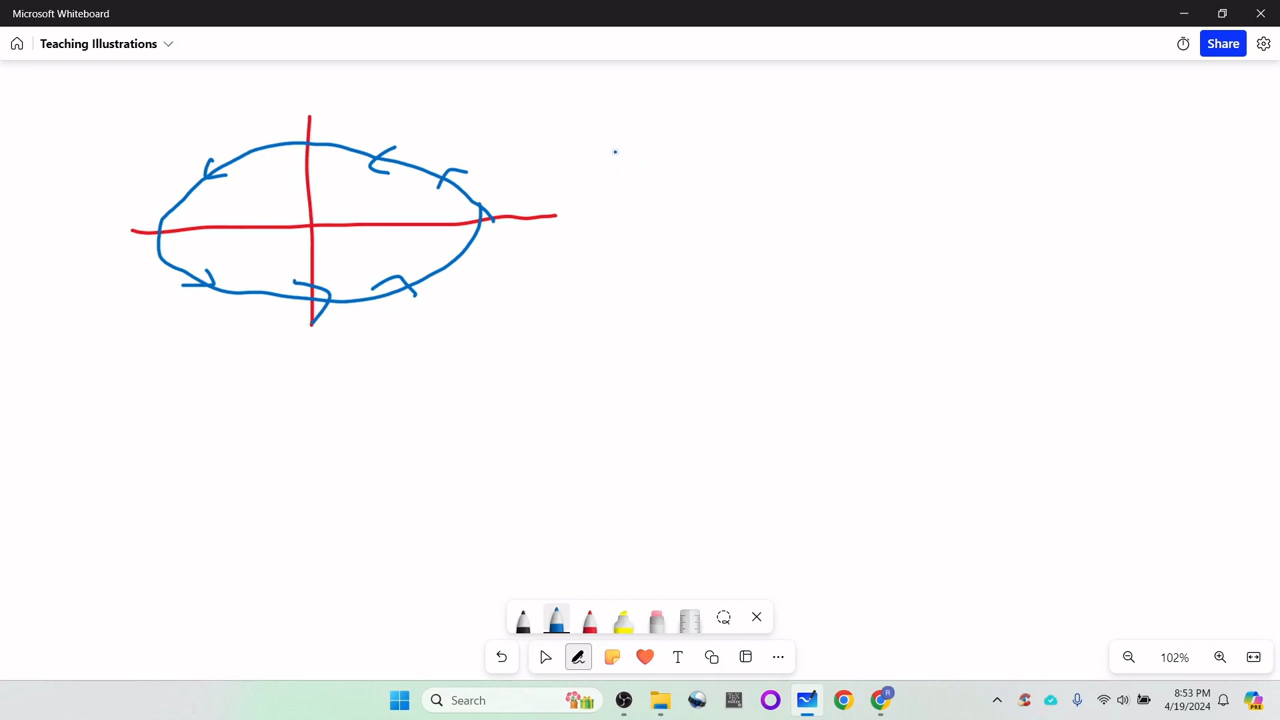 Microsoft Whiteboard
Teaching Illustrations
Share
102%
Search
8:53 PM
4/19/2024